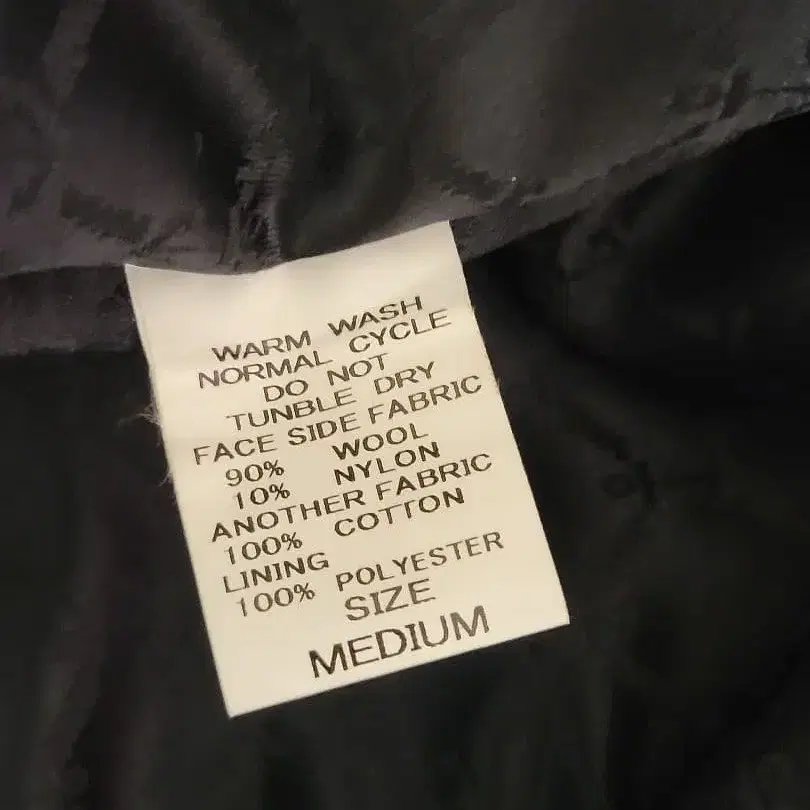 WARM WASH
NORMAL CYCLE
DO NOT
TUNBLE DRY
FACE SIDE FABRIC
90% WOOL
10% NYLON
ANOTHER FABRIC
100% COTTON
LINING
100% POLYESTER
SIZE
MEDIUM